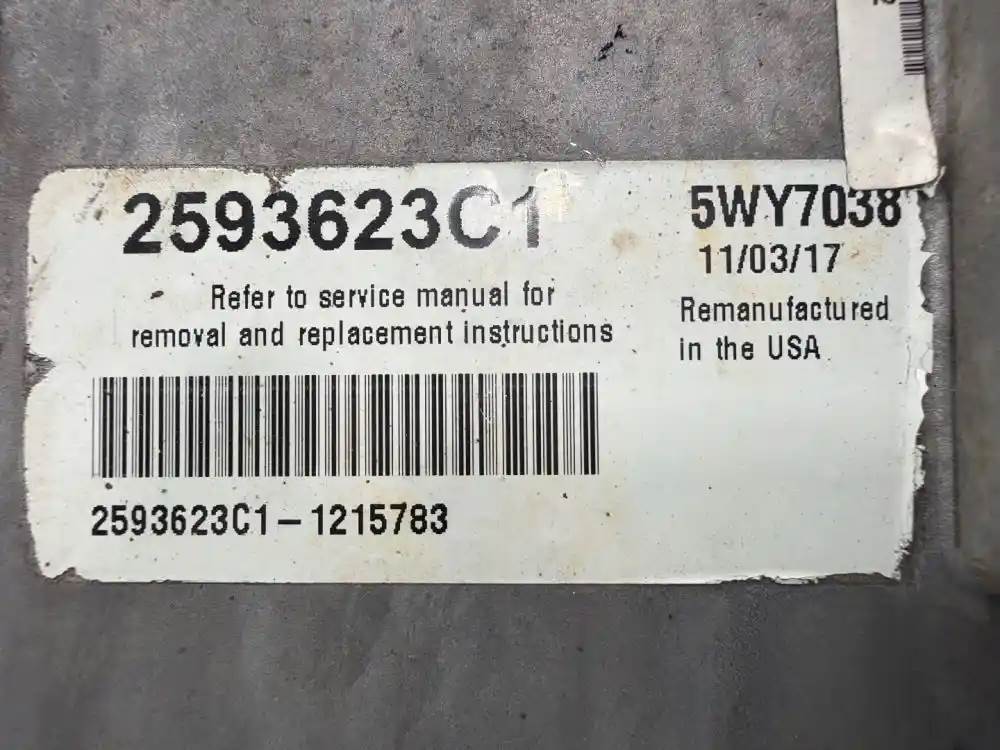 2593623C1
5WY7038
11/03/17
Refer to service manual for
removal and replacement instructions
Remanufactured
in the USA
2593623C1-1215783